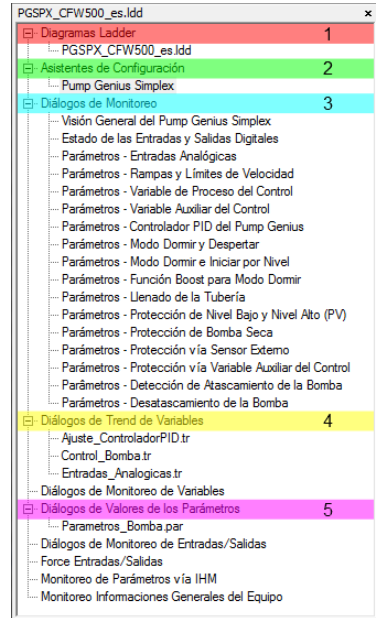 PGSPX_CFW500_es.ldd x
Diagramas Ladder 1
PGSPX_CFW500_es.ldd
Asistentes de Configuración 2
Pump Genius Simplex
Diálogos de Monitoreo 3
Visión General del Pump Genius Simplex
Estado de las Entradas y Salidas Digitales
Parámetros - Entradas Analógicas
Parámetros - Rampas y Límites de Velocidad
Parámetros - Variable de Proceso del Control
Parámetros - Variable Auxiliar del Control
Parámetros - Controlador PID del Pump Genius
Parámetros - Modo Dormir y Despertar
Parámetros - Modo Dormir e Iniciar por Nivel
Parámetros - Función Boost para Modo Dormir
Parámetros - Llenado de la Tubería
Parámetros - Protección de Nivel Bajo y Nivel Alto (PV)
Parámetros - Protección de Bomba Seca
Parámetros - Protección vía Sensor Externo
Parámetros - Protección vía Variable Auxiliar del Control
Parámetros - Detección de Atascamiento de la Bomba
Parámetros - Desatascamiento de la Bomba
Diálogos de Trend de Variables 4
Ajuste_ControladorPID.tr
Control_Bomba.tr
Entradas_Analogicas.tr
Diálogos de Monitoreo de Variables
Diálogos de Valores de los Parámetros 5
Parametros_Bomba.par
Diálogos de Monitoreo de Entradas/Salidas
Force Entradas/Salidas
Monitoreo de Parámetros vía IHM
Monitoreo Informaciones Generales del Equipo